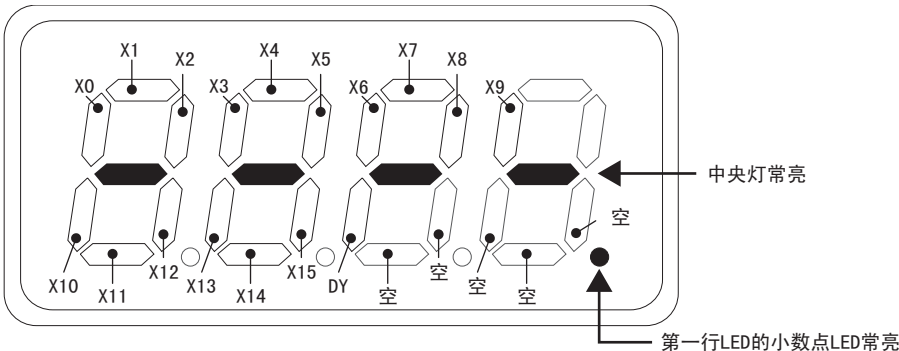 X1 X4 X7
X2 X5 X8
X0 X3 X6 X9
中央灯常亮
空
X12 X15 空
X10 X13 DY 空
X11 X14 空 空
第一行LED的小数点LED常亮